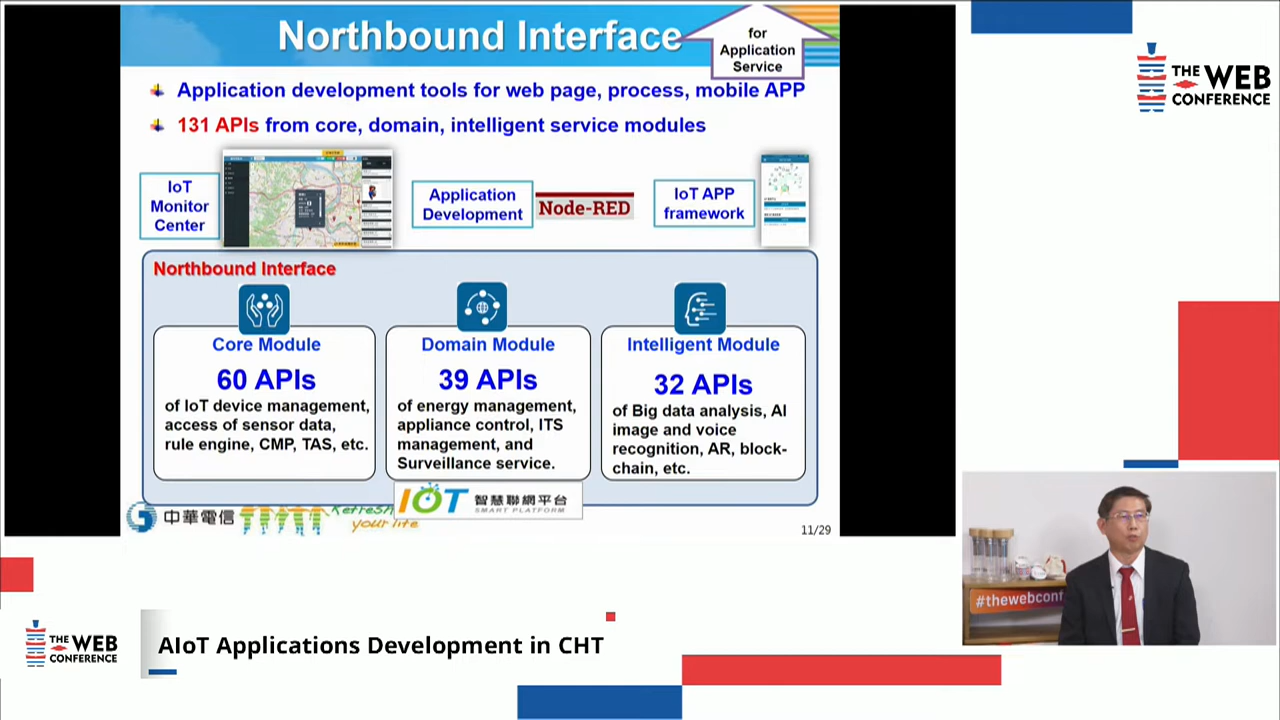 Northbound Interface
for
Application
Service
Application development tools for web page, process, mobile APP
131 APIs from core, domain, intelligent service modules
IoT
Monitor
Center
Application
Development
Node-RED
IoT APP
framework
Northbound Interface
Core Module
60 APIs
of IoT device management,
access of sensor data,
rule engine, CMP, TAS, etc.
Domain Module
39 APIs
of energy management,
appliance control, ITS
management, and
Surveillance service.
Intelligent Module
32 APIs
of Big data analysis, AI
image and voice
recognition, AR, block-
chain, etc.
中華電信
Refresh
your life
IOT 智慧聯網平台
SMART PLATFORM
11/29
THE WEB
CONFERENCE
#thewebconf
THE WEB
CONFERENCE
AIoT Applications Development in CHT